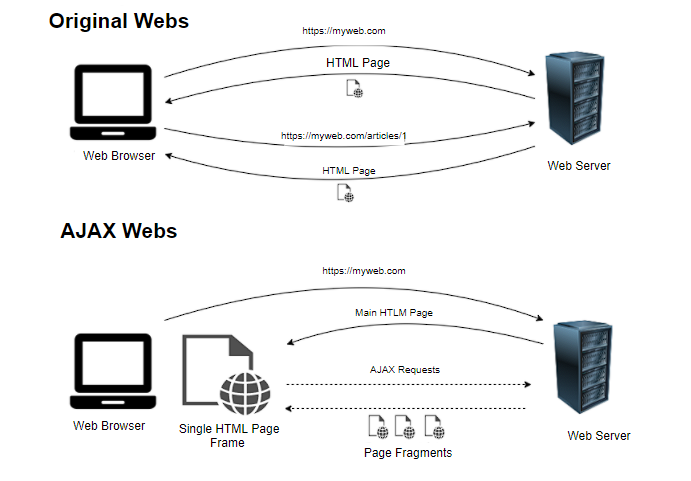 Original Webs
https://myweb.com
HTML Page
https://myweb.com/articles/1
Web Browser
Web Server
HTML Page
AJAX Webs
https://myweb.com
Main HTLM Page
AJAX Requests
Web Browser
Single HTML Page
Frame
Web Server
Page Fragments